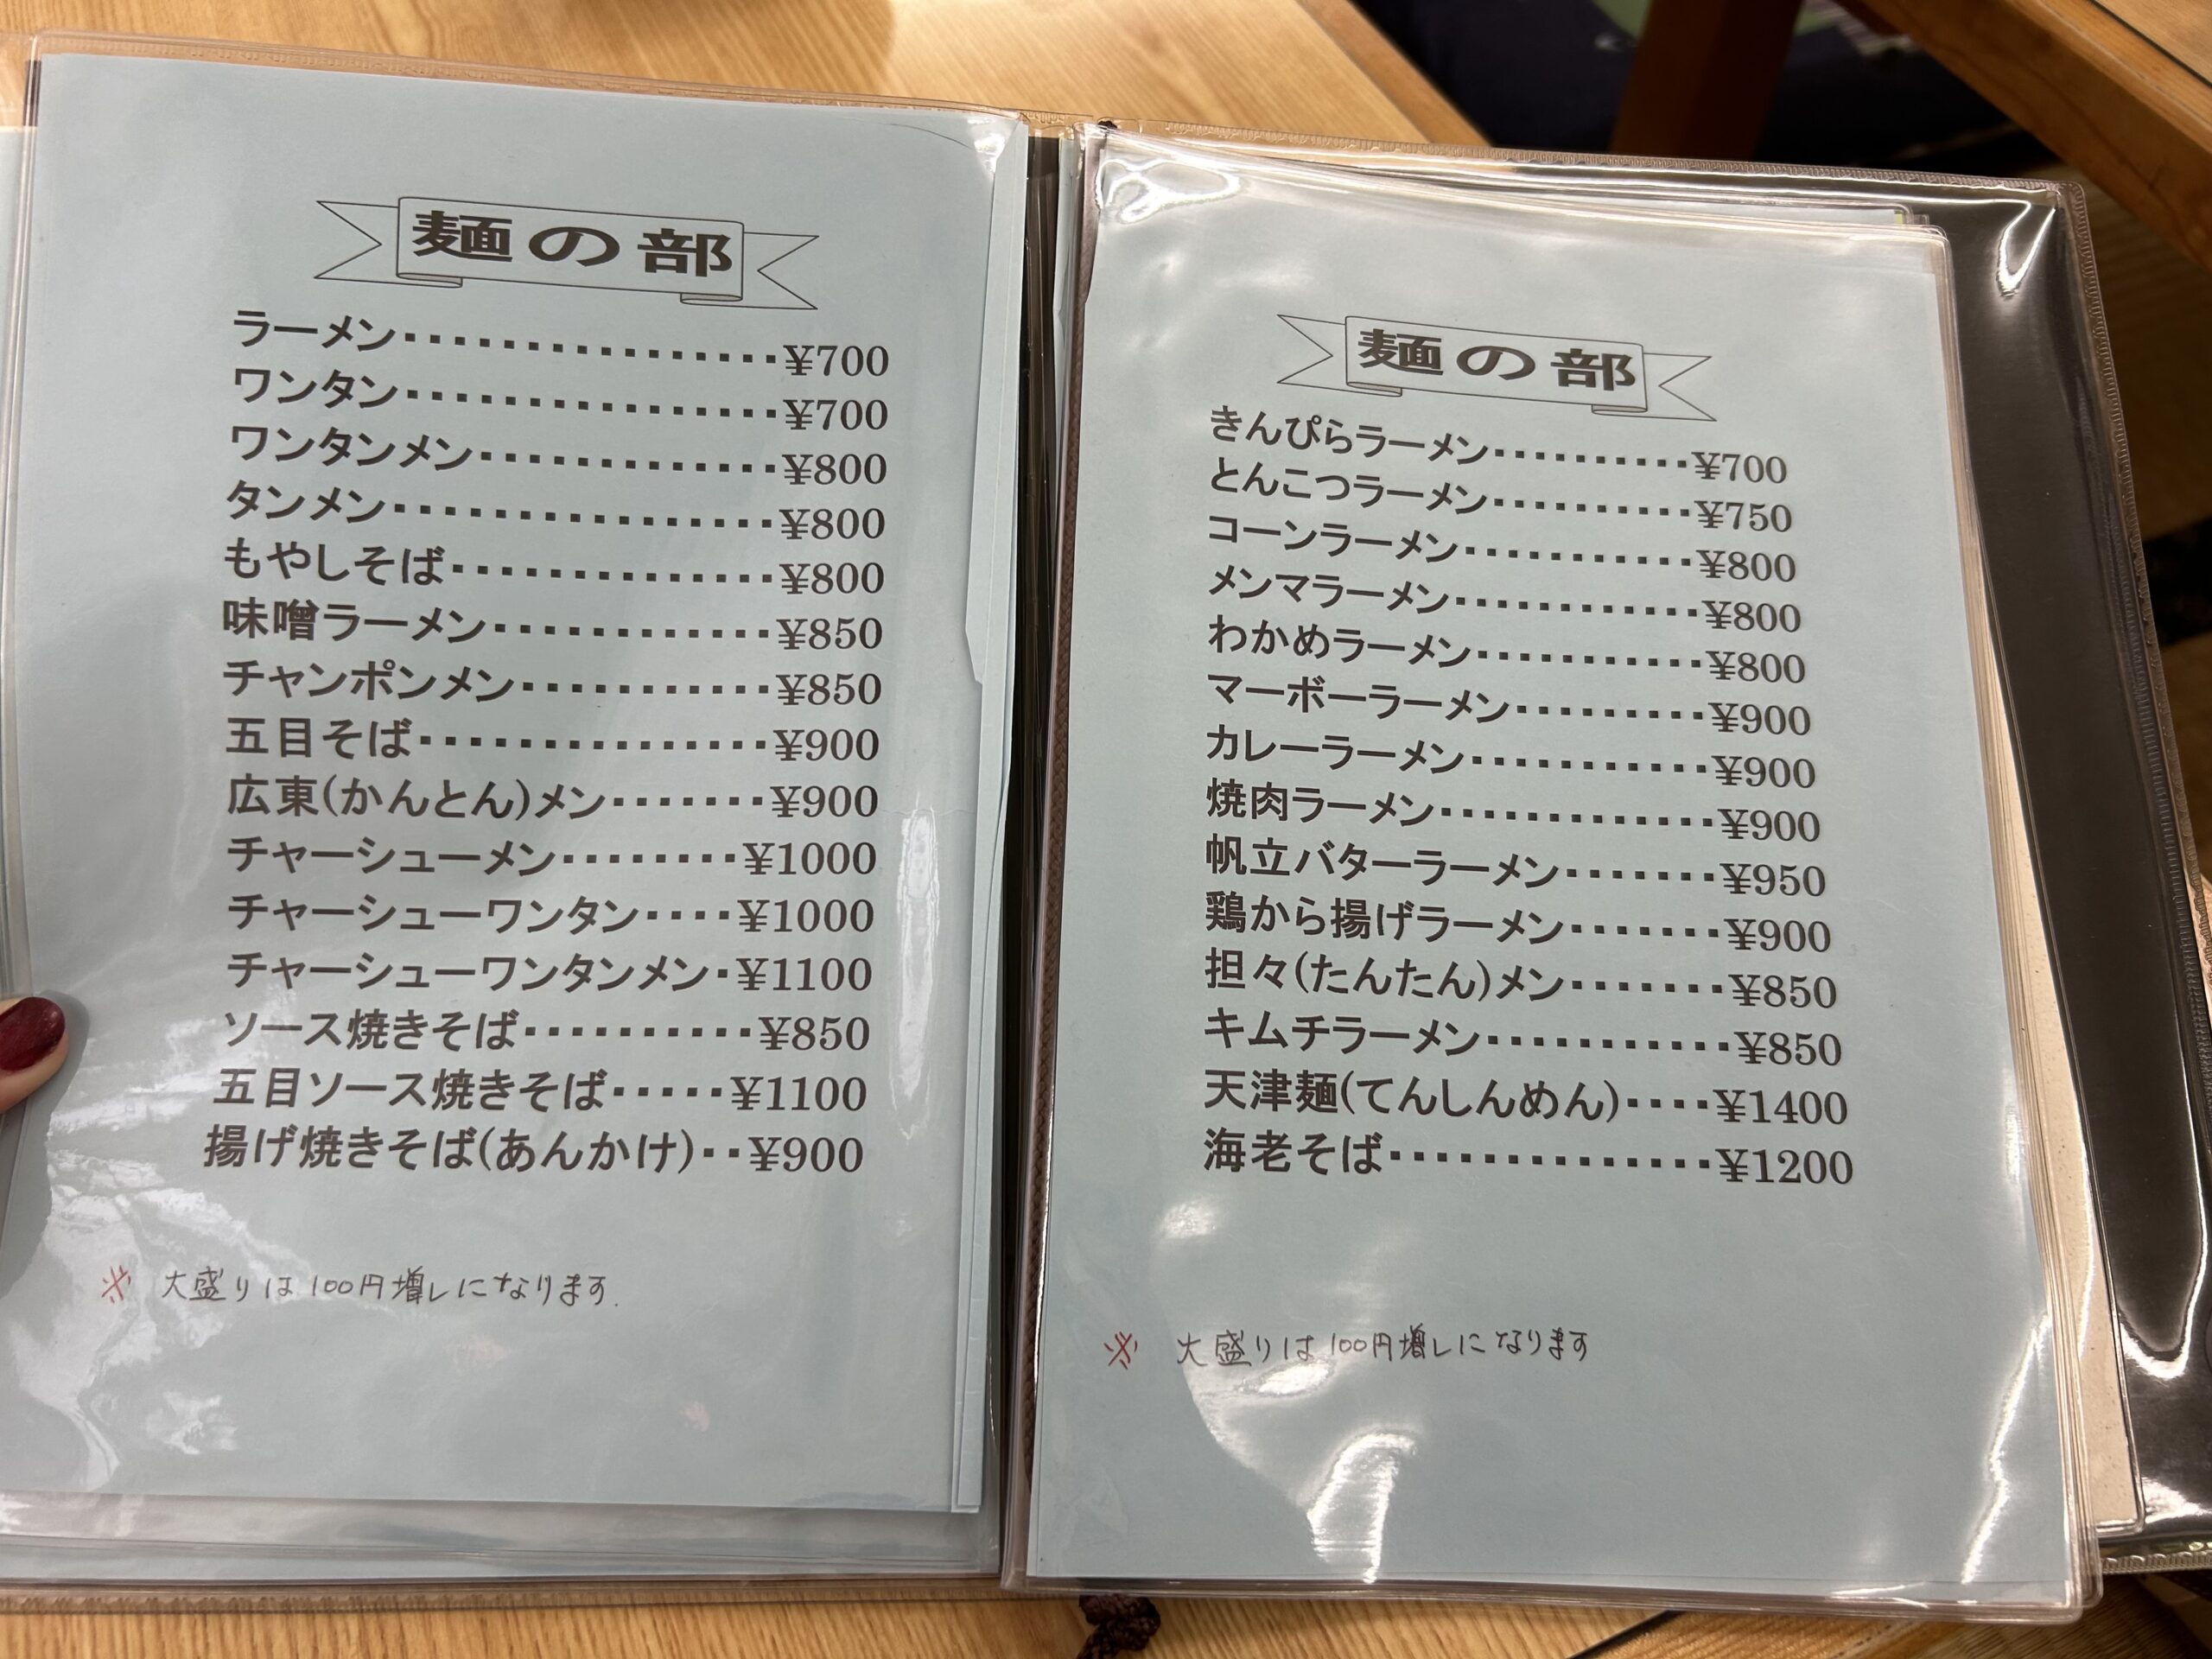 麺の部
ラーメン・・・・・・・・・・・・・・・・¥700
ワンタン・・・・・・・・・・・・・・・・¥700
ワンタンメン・・・・・・・・・・・・・¥800
タンメン・・・・・・・・・・・・・・・・¥800
もやしそば・・・・・・・・・・・・・・¥800
味噌ラーメン・・・・・・・・・・・・¥850
チャンポンメン・・・・・・・・・・・¥850
五目そば・・・・・・・・・・・・・・・¥900
広東(かんとん)メン・・・・・・・¥900
チャーシューメン・・・・・・・・¥1000
チャーシューワンタン・・・・¥1000
チャーシューワンタンメン・¥1100
ソース焼きそば・・・・・・・・・・¥850
五目ソース焼きそば・・・・・¥1100
揚げ焼きそば(あんかけ)・・¥900
※ 大盛りは100円増しになります.
麺の部
きんぴらラーメン・・・・・・・・・・¥700
とんこつラーメン・・・・・・・・・・¥750
コーンラーメン・・・・・・・・・・・¥800
メンマラーメン・・・・・・・・・・・・¥800
わかめラーメン・・・・・・・・・・・¥800
マーボーラーメン・・・・・・・・・¥900
カレーラーメン・・・・・・・・・・・¥900
焼肉ラーメン・・・・・・・・・・・・・¥900
帆立バターラーメン・・・・・・・¥950
鶏から揚げラーメン・・・・・・・¥900
担々(たんたん)メン・・・・・・・¥850
キムチラーメン・・・・・・・・・・・¥850
天津麺(てんしんめん)・・・・¥1400
海老そば・・・・・・・・・・・・・・¥1200
※ 大盛りは100円増しになります